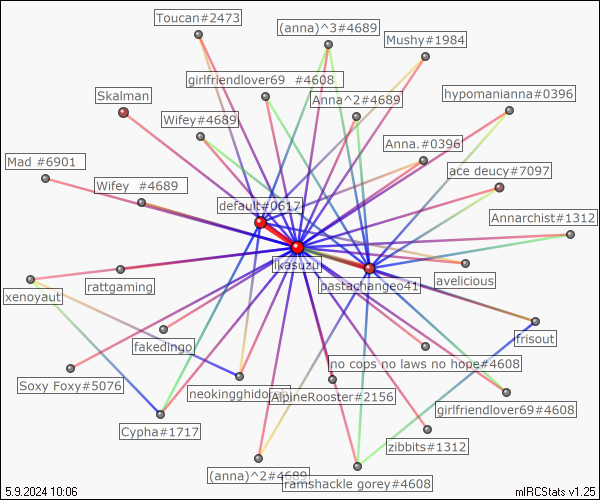 Toucan#2473
(anna)^3#4689
Mushy#1984
girlfriendlover69 #4608
hypomanianna#0396
Skalman
Anna^2#4689
Wifey#4689
Anna.#0396
Mad #6901
ace deucy#7097
Wifey #4689
default#0617
Annarchist#1312
ikasuzu
rattgaming
pastachangeo41
avelicious
xenoyaut
fakedingo
frisout
no cops no laws no hope#4608
Soxy Foxy#5076
neokingghido
AlpineRooster#2156
girlfriendlover69#4608
Cypha#1717
zibbits#1312
(anna)^2#4689
ramshackle gorey#4608
5.9.2024 10:06
mIRCStats v1.25